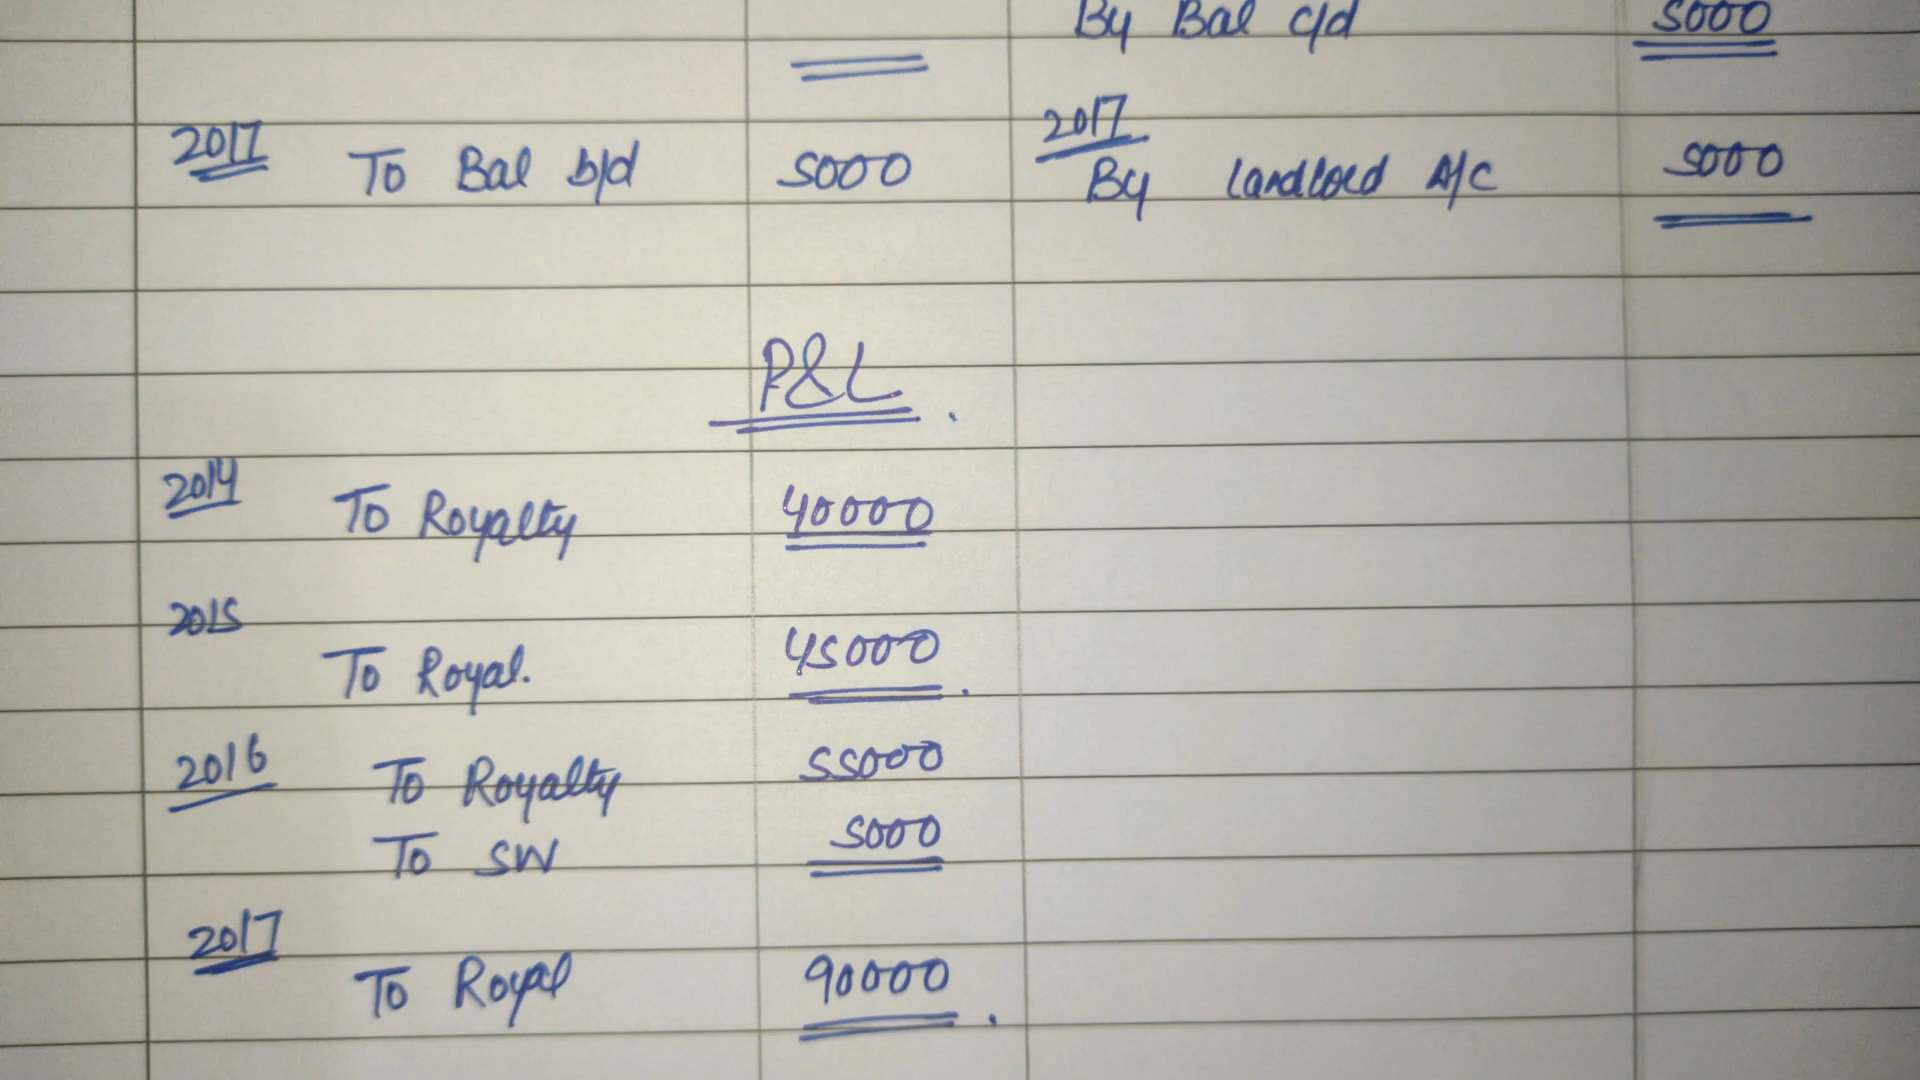 By Bal c/d 5000
2017 2017
To Bal b/d 5000 By Landlord A/c 5000
P&L
2014
To Royalty 40000
2015
To Royal. 45000
2016 To Royalty 55000
To SW 5000
2017
To Royal 90000